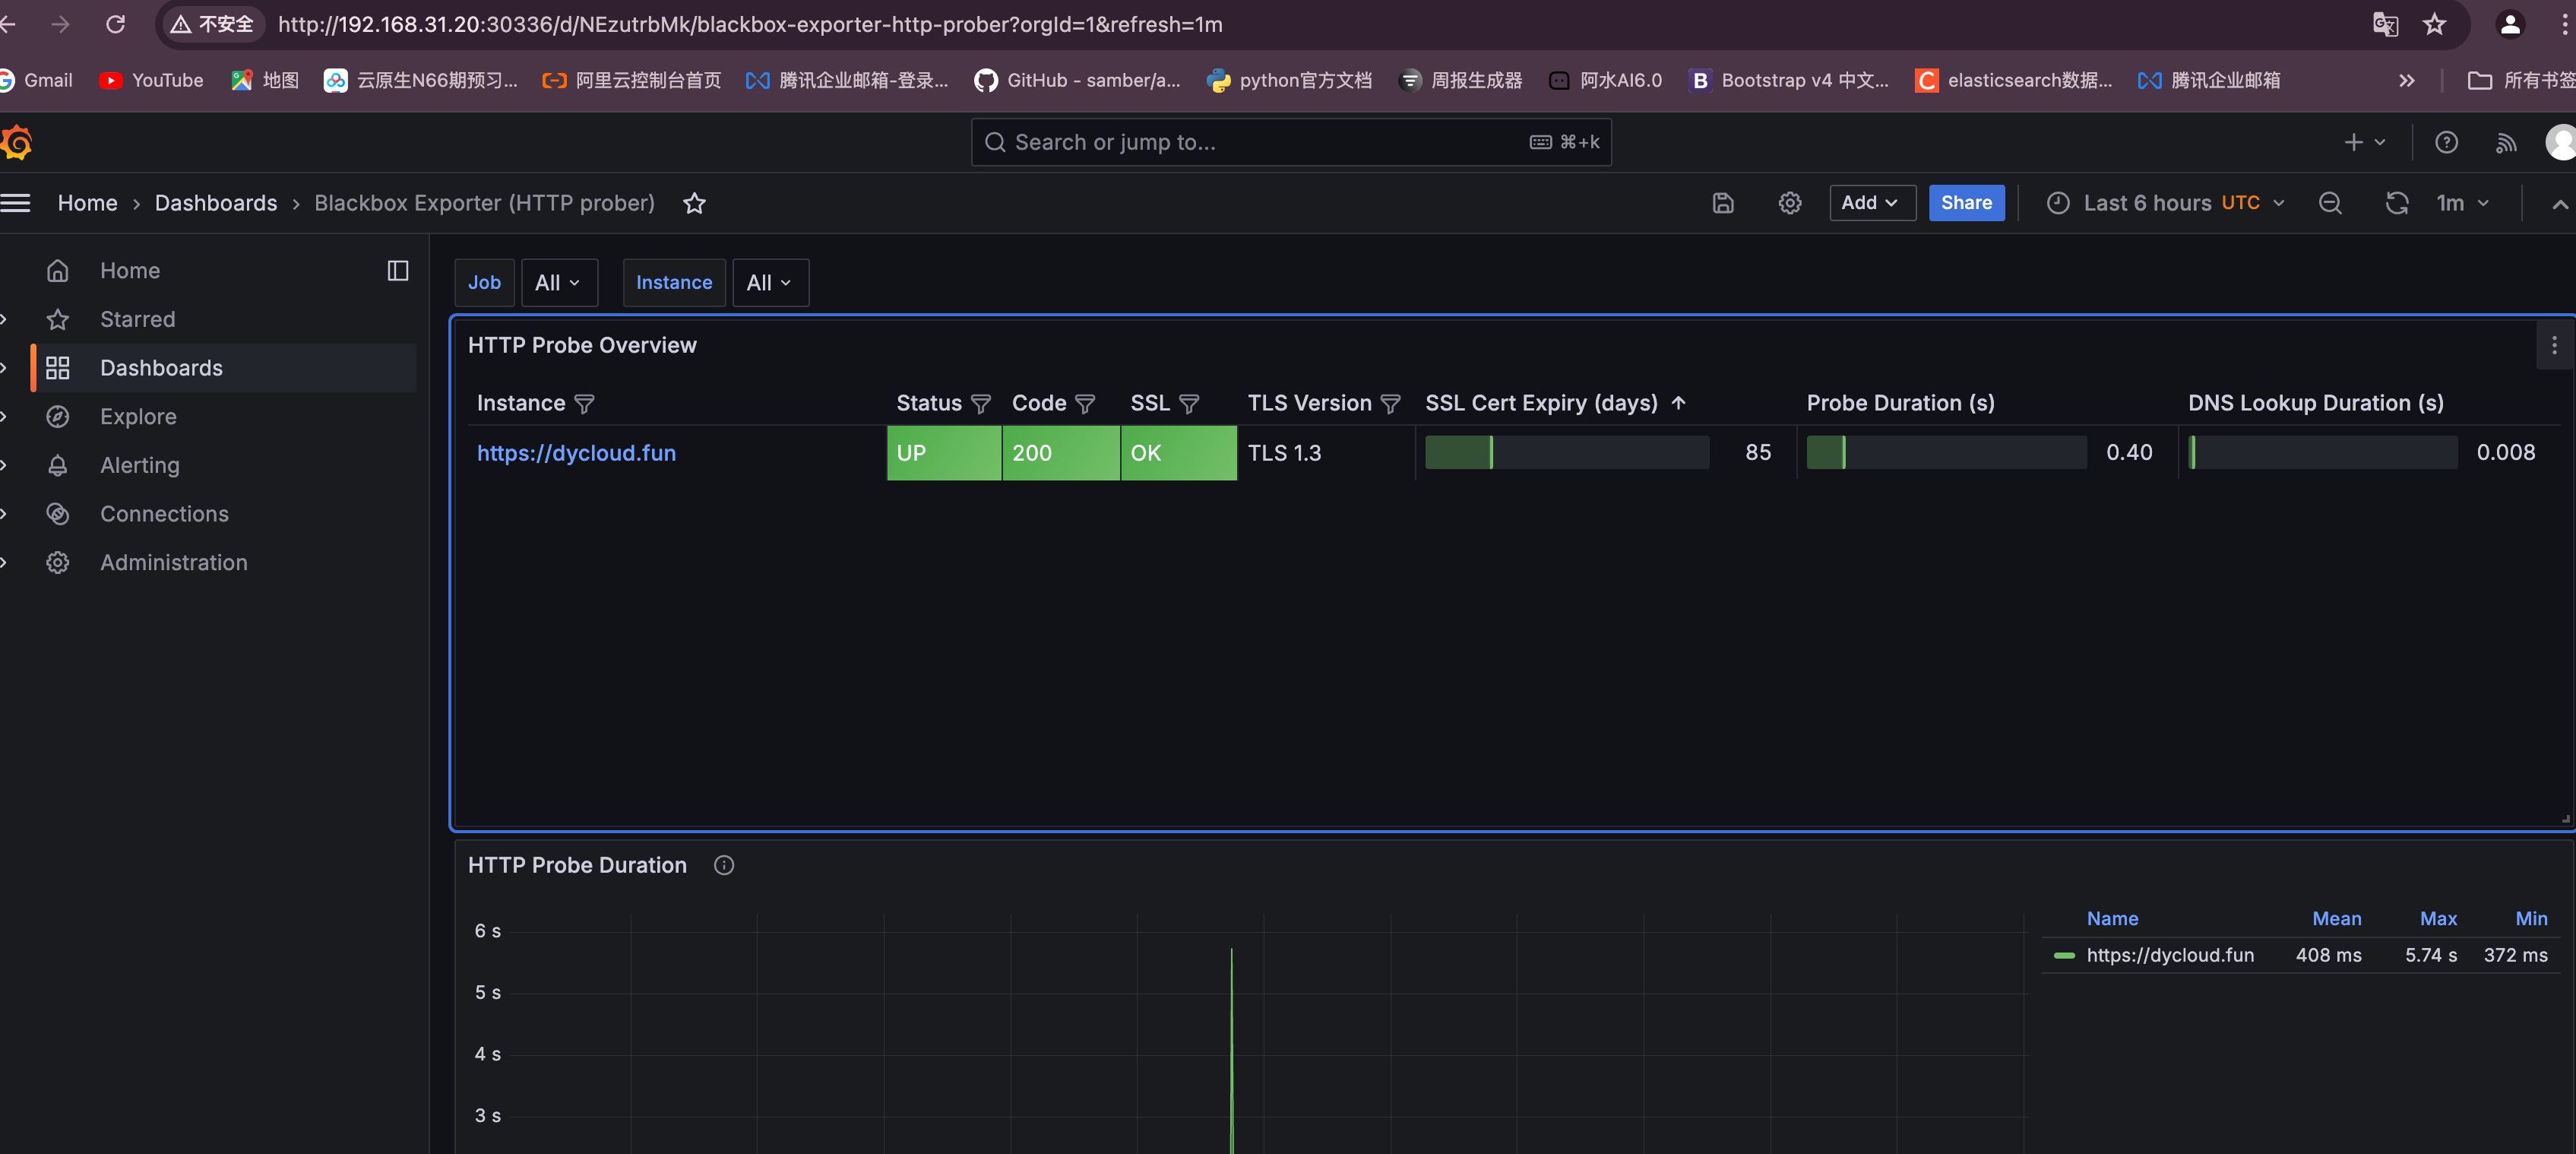 不安全 http://192.168.31.20:30336/d/NEzutrbMk/blackbox-exporter-http-prober?orgId=1&refresh=1m
Gmail YouTube 地图 云原生N66期预习... 阿里云控制台首页 腾讯企业邮箱-登录... GitHub - samber/a... python官方文档 周报生成器 阿水AI6.0 Bootstrap v4 中文... elasticsearch数据... 腾讯企业邮箱 » 所有书签
Search or jump to... ⌘+k
Home › Dashboards › Blackbox Exporter (HTTP prober) Add Share Last 6 hours UTC 1m
Home
Starred
Dashboards
Explore
Alerting
Connections
Administration
Job All Instance All
HTTP Probe Overview
Instance Status Code SSL TLS Version SSL Cert Expiry (days) Probe Duration (s) DNS Lookup Duration (s)
https://dycloud.fun UP 200 OK TLS 1.3 85 0.40 0.008
HTTP Probe Duration
6 s
5 s
4 s
3 s
Name Mean Max Min
https://dycloud.fun 408 ms 5.74 s 372 ms